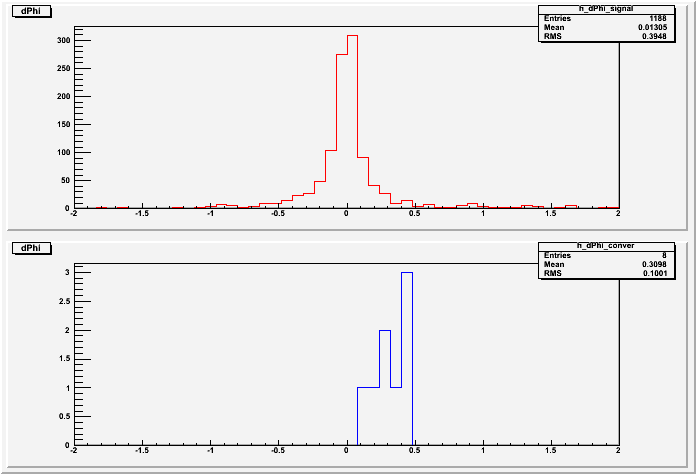 dPhi
h_dPhi_signal
Entries 1188
Mean 0.01305
RMS 0.3948
300
250
200
150
100
50
0
-2 -1.5 -1 -0.5 0 0.5 1 1.5 2
dPhi
h_dPhi_conver
Entries 8
Mean 0.3098
RMS 0.1001
3
2.5
2
1.5
1
0.5
0
-2 -1.5 -1 -0.5 0 0.5 1 1.5 2